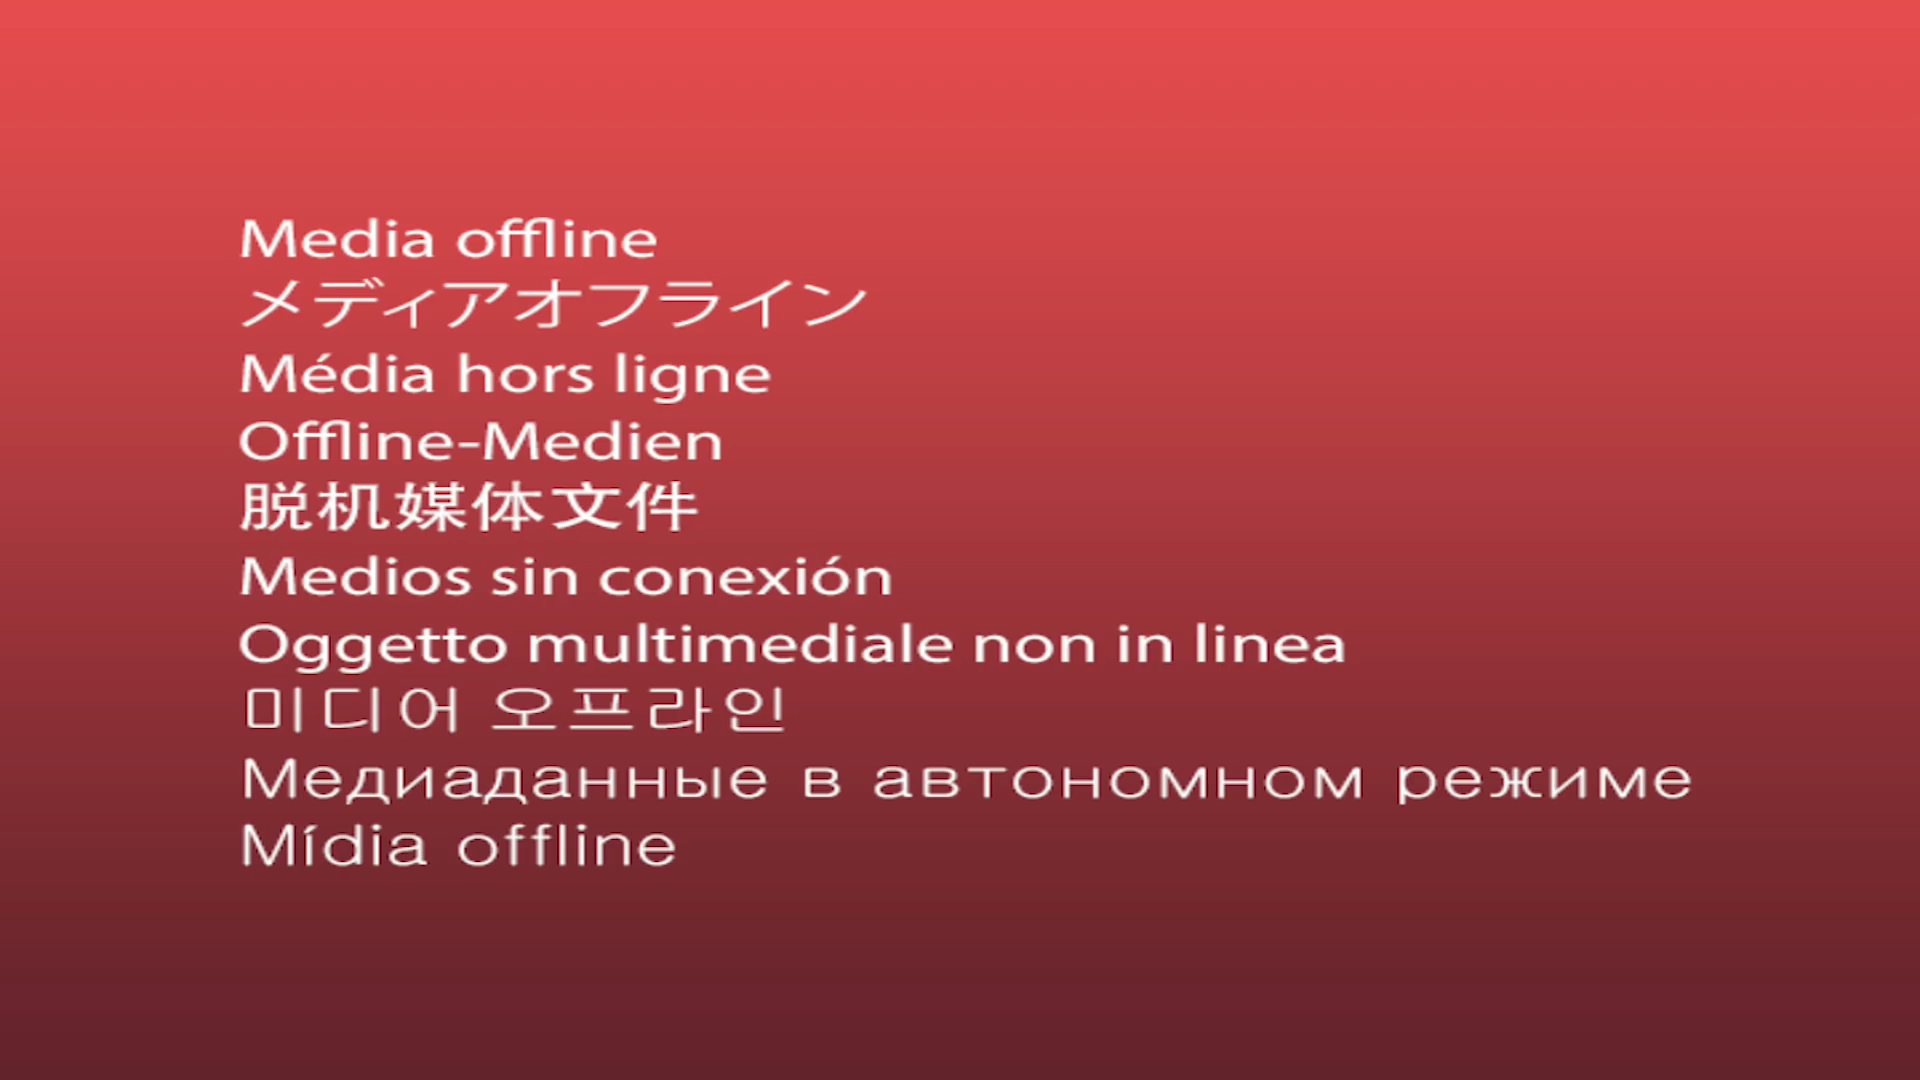 Media offline
メディアオフライン
Média hors ligne
Offline-Medien
脱机媒体文件
Medios sin conexión
Oggetto multimediale non in linea
미디어 오프라인
Медиаданные в автономном режиме
Mídia offline